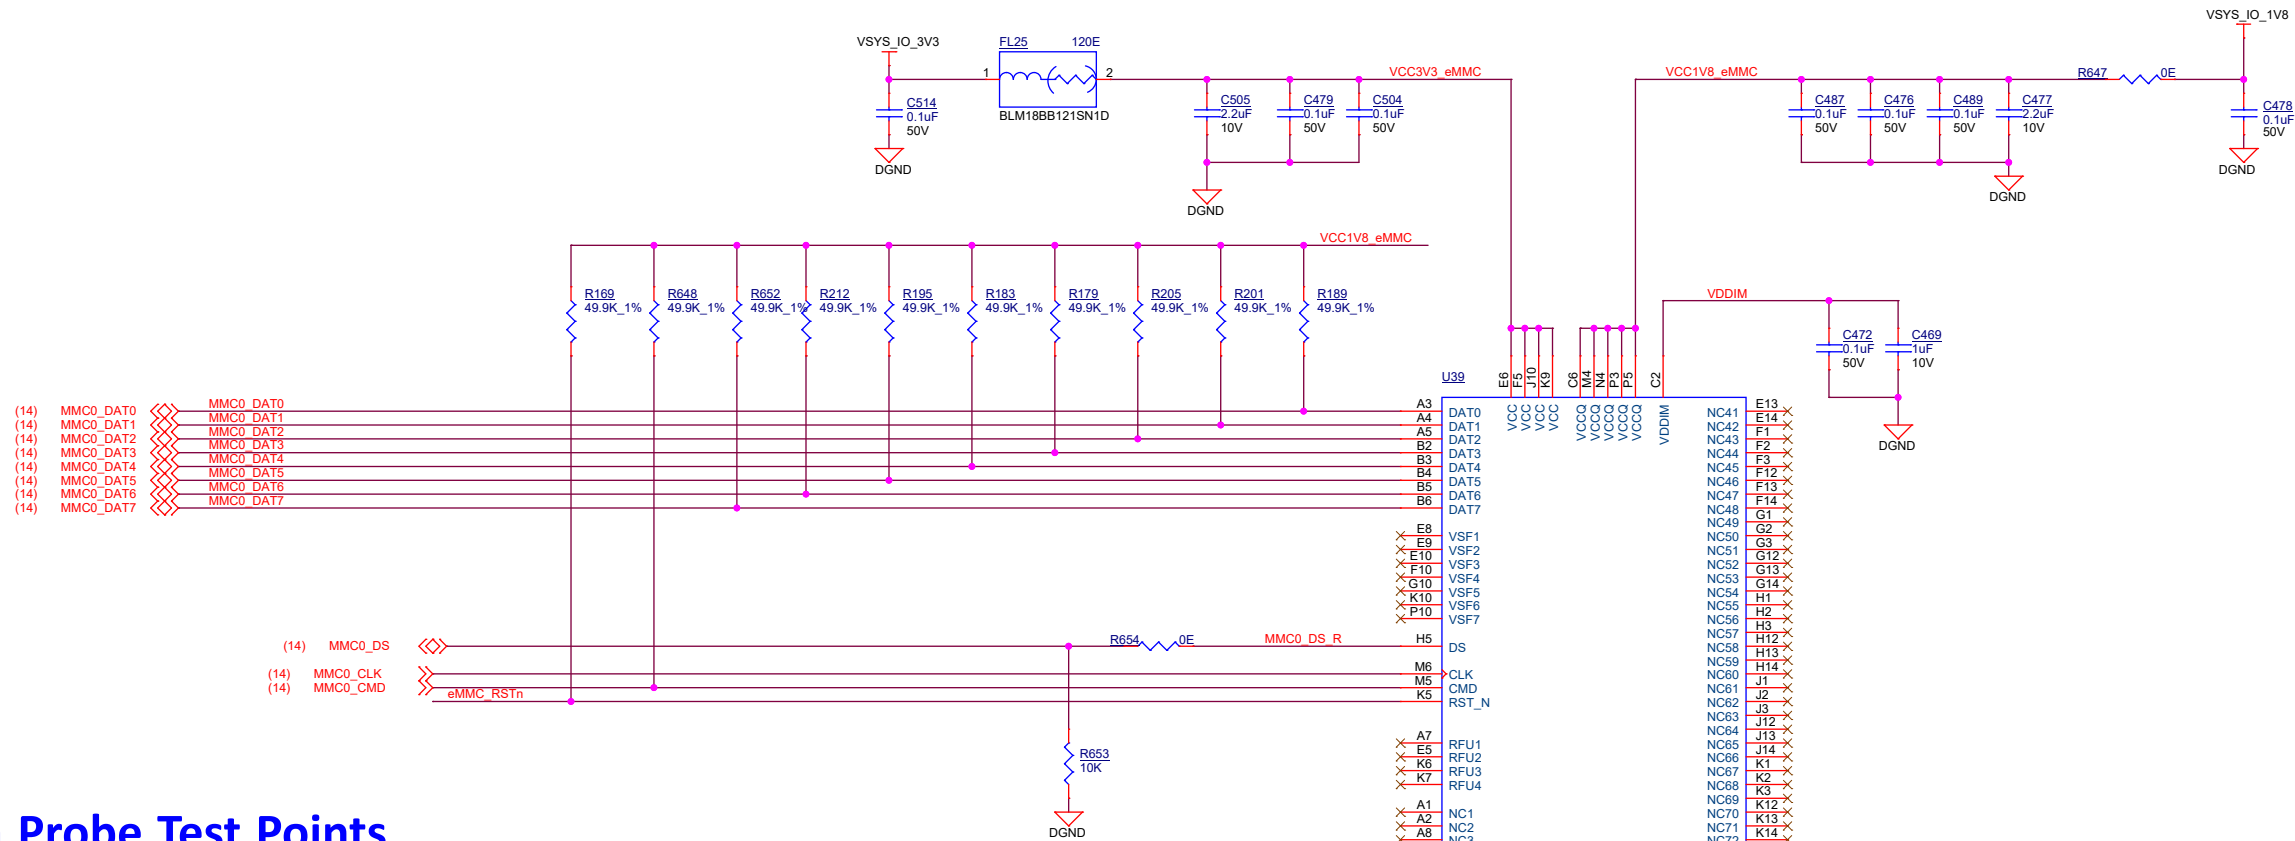 VSYS_IO_1V8
VSYS_IO_3V3
FL25 120E
1
2
BLM18BB121SN1D
VCC3V3_eMMC
VCC1V8_eMMC
R647 0E
C514
0.1uF
50V
DGND
C505
2.2uF
10V
C479
0.1uF
50V
C504
0.1uF
50V
DGND
C487
0.1uF
50V
C476
0.1uF
50V
C489
0.1uF
50V
C477
2.2uF
10V
DGND
C478
0.1uF
50V
DGND
VCC1V8_eMMC
R169
49.9K_1%
R648
49.9K_1%
R652
49.9K_1%
R212
49.9K_1%
R195
49.9K_1%
R183
49.9K_1%
R179
49.9K_1%
R205
49.9K_1%
R201
49.9K_1%
R189
49.9K_1%
VDDIM
C472
0.1uF
50V
C469
1uF
10V
DGND
U39
E6 F5 J10 K9 C6 M4 N4 P3 P5 C2
VCC VCC VCC VCC VCCQ VCCQ VCCQ VCCQ VCCQ VDDIM
(14) MMC0_DAT0 MMC0_DAT0 A3 DAT0
(14) MMC0_DAT1 MMC0_DAT1 A4 DAT1
(14) MMC0_DAT2 MMC0_DAT2 A5 DAT2
(14) MMC0_DAT3 MMC0_DAT3 B2 DAT3
(14) MMC0_DAT4 MMC0_DAT4 B3 DAT4
(14) MMC0_DAT5 MMC0_DAT5 B4 DAT5
(14) MMC0_DAT6 MMC0_DAT6 B5 DAT6
(14) MMC0_DAT7 MMC0_DAT7 B6 DAT7
E8 VSF1
E9 VSF2
E10 VSF3
F10 VSF4
G10 VSF5
K10 VSF6
P10 VSF7
(14) MMC0_DS R654 0E MMC0_DS_R H5 DS
(14) MMC0_CLK M6 CLK
(14) MMC0_CMD M5 CMD
eMMC_RSTn K5 RST_N
R653
10K
DGND
A7 RFU1
E5 RFU2
K6 RFU3
K7 RFU4
A1 NC1
A2 NC2
A8 NC3
NC41 E13
NC42 E14
NC43 F1
NC44 F2
NC45 F3
NC46 F12
NC47 F13
NC48 F14
NC49 G1
NC50 G2
NC51 G3
NC52 G12
NC53 G13
NC54 G14
NC55 H1
NC56 H2
NC57 H3
NC58 H12
NC59 H13
NC60 H14
NC61 J1
NC62 J2
NC63 J3
NC64 J12
NC65 J13
NC66 J14
NC67 K1
NC68 K2
NC69 K3
NC70 K12
NC71 K13
NC72 K14
Probe Test Points